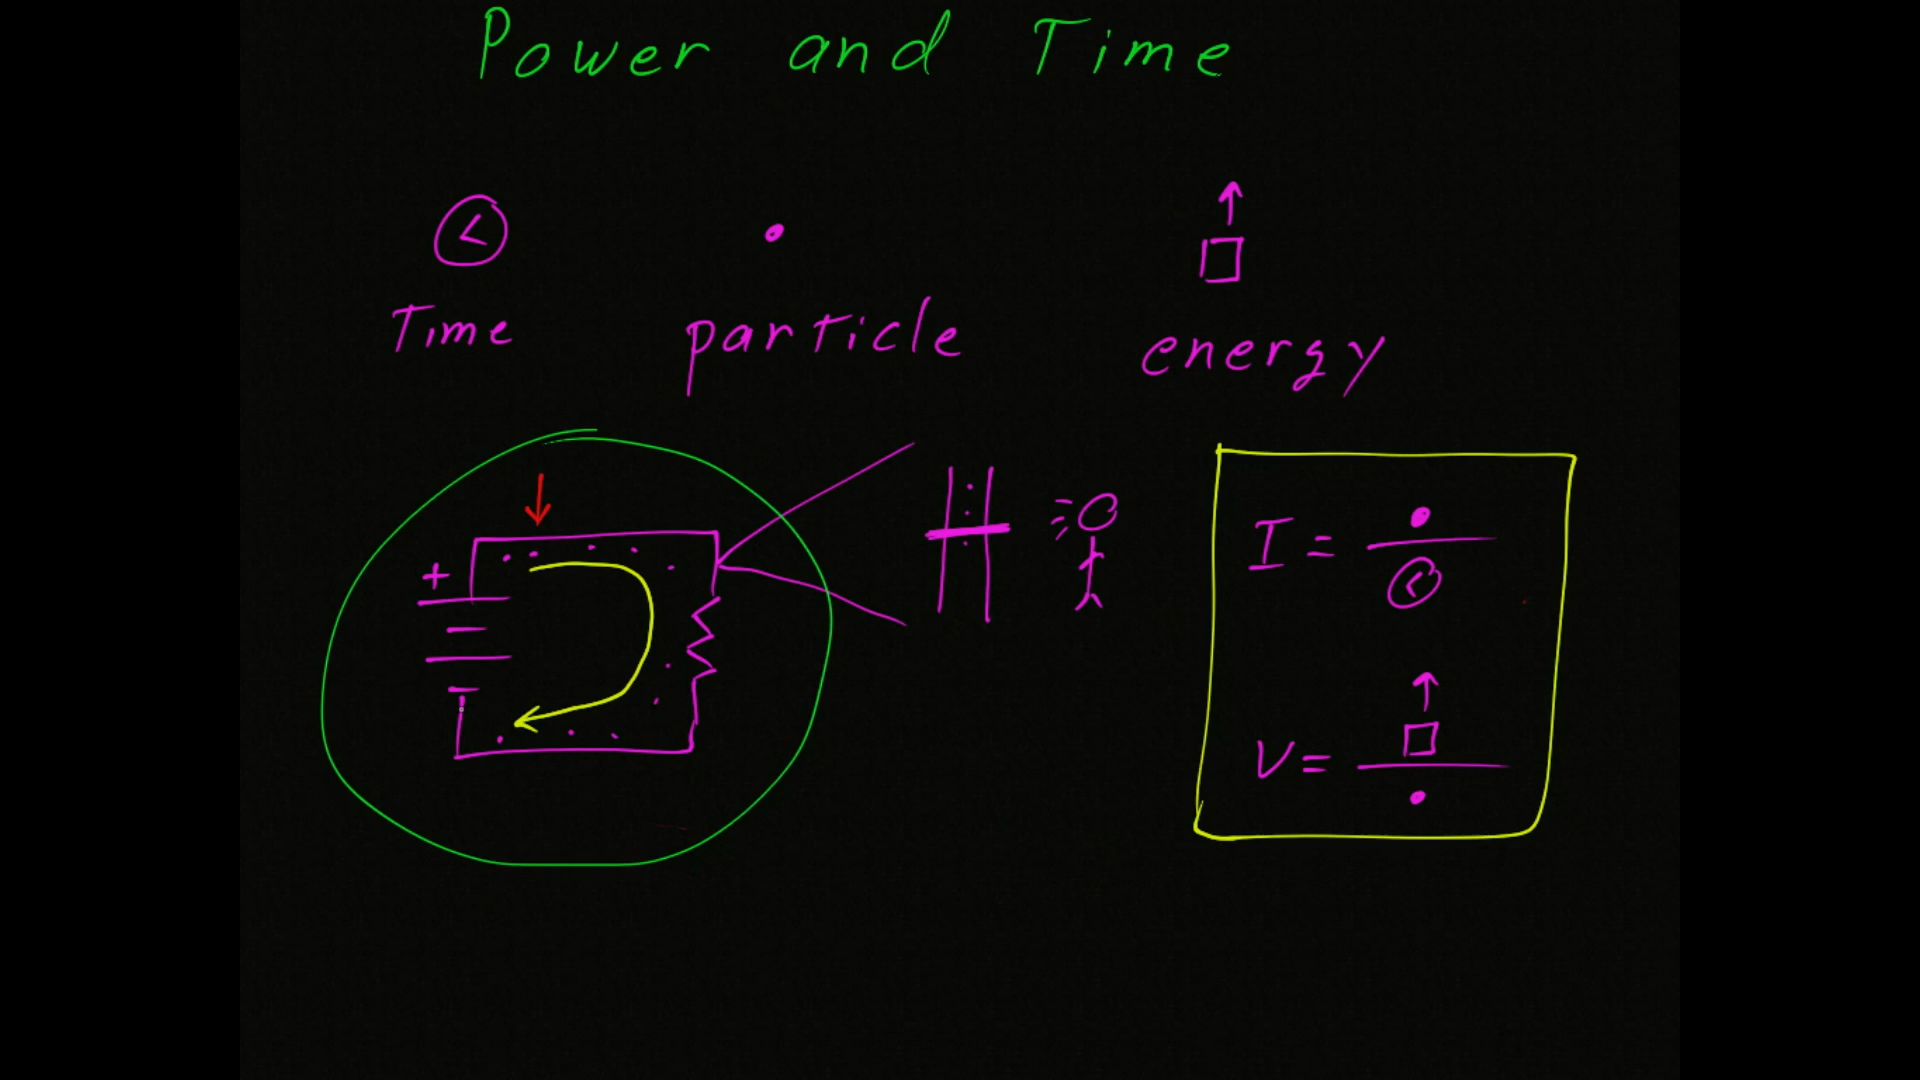 Power and Time
Time
particle
energy
+
I =
V =